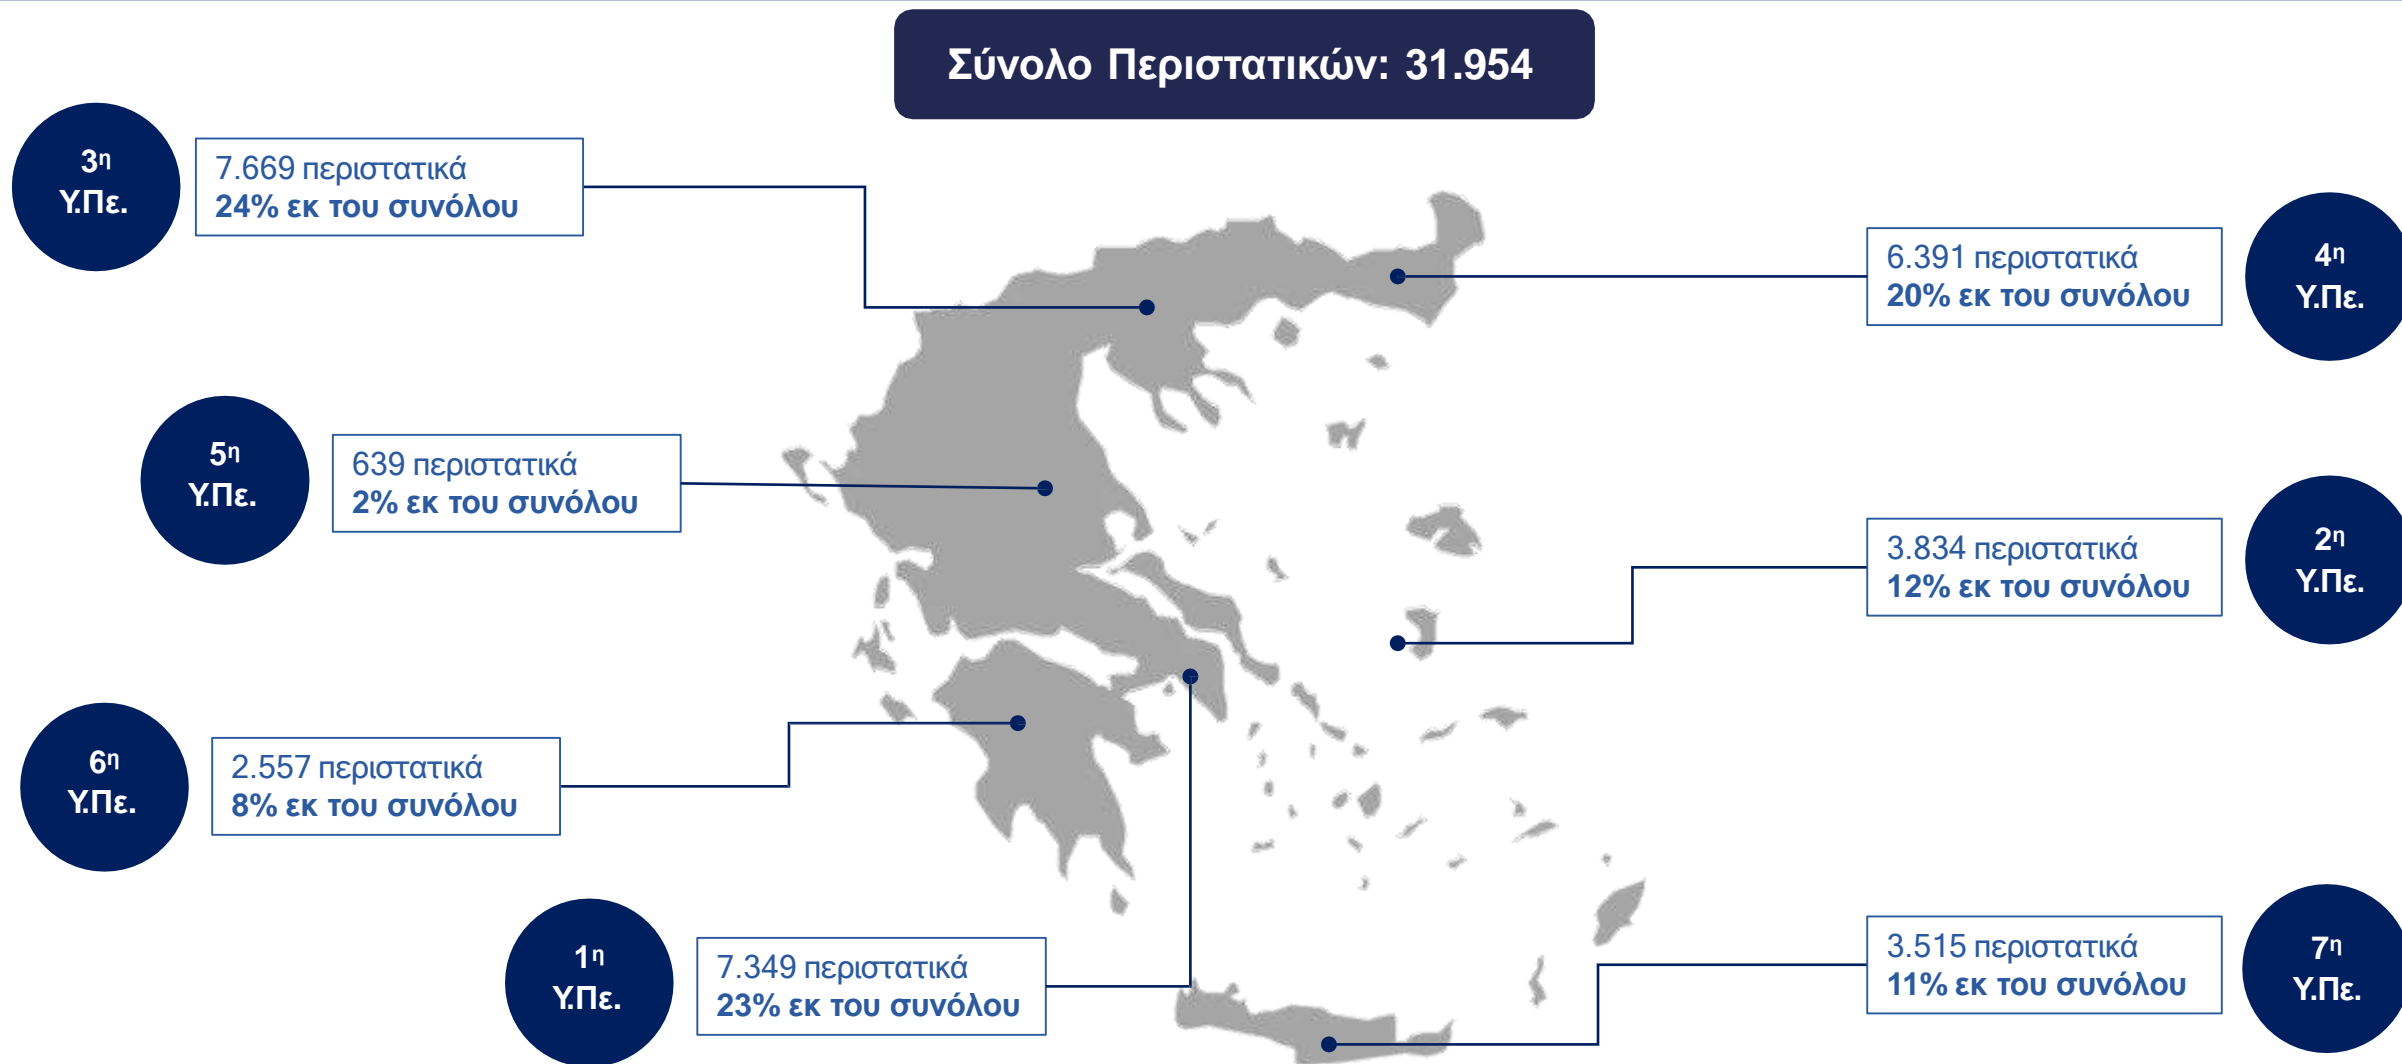 Σύνολο Περιστατικών: 31.954
3η
Υ.Πε.
7.669 περιστατικά
24% εκ του συνόλου
4η
Υ.Πε.
6.391 περιστατικά
20% εκ του συνόλου
5η
Υ.Πε.
639 περιστατικά
2% εκ του συνόλου
2η
Υ.Πε.
3.834 περιστατικά
12% εκ του συνόλου
6η
Υ.Πε.
2.557 περιστατικά
8% εκ του συνόλου
1η
Υ.Πε.
7.349 περιστατικά
23% εκ του συνόλου
7η
Υ.Πε.
3.515 περιστατικά
11% εκ του συνόλου